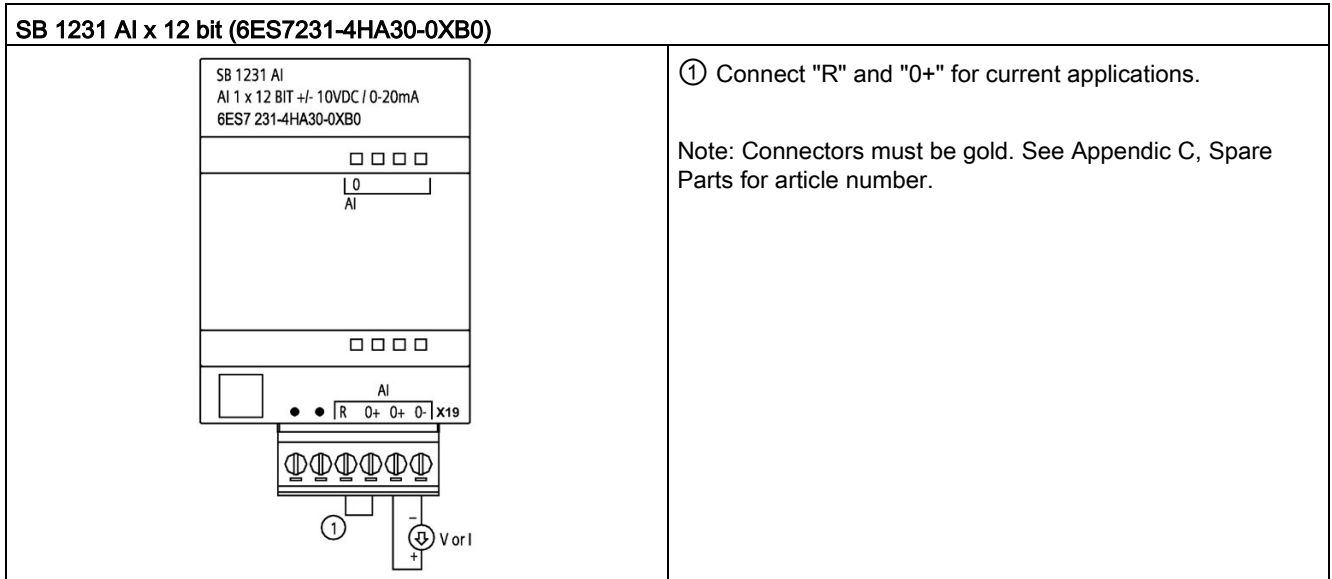 SB 1231 AI x 12 bit (6ES7231-4HA30-0XB0)
SB 1231 AI
AI 1 x 12 BIT +/- 10VDC / 0-20mA
6ES7 231-4HA30-0XB0
0
AI
AI
R 0+ 0+ 0- X19
①
− 
V or I
+
① Connect "R" and "0+" for current applications.
Note: Connectors must be gold. See Appendic C, Spare
Parts for article number.